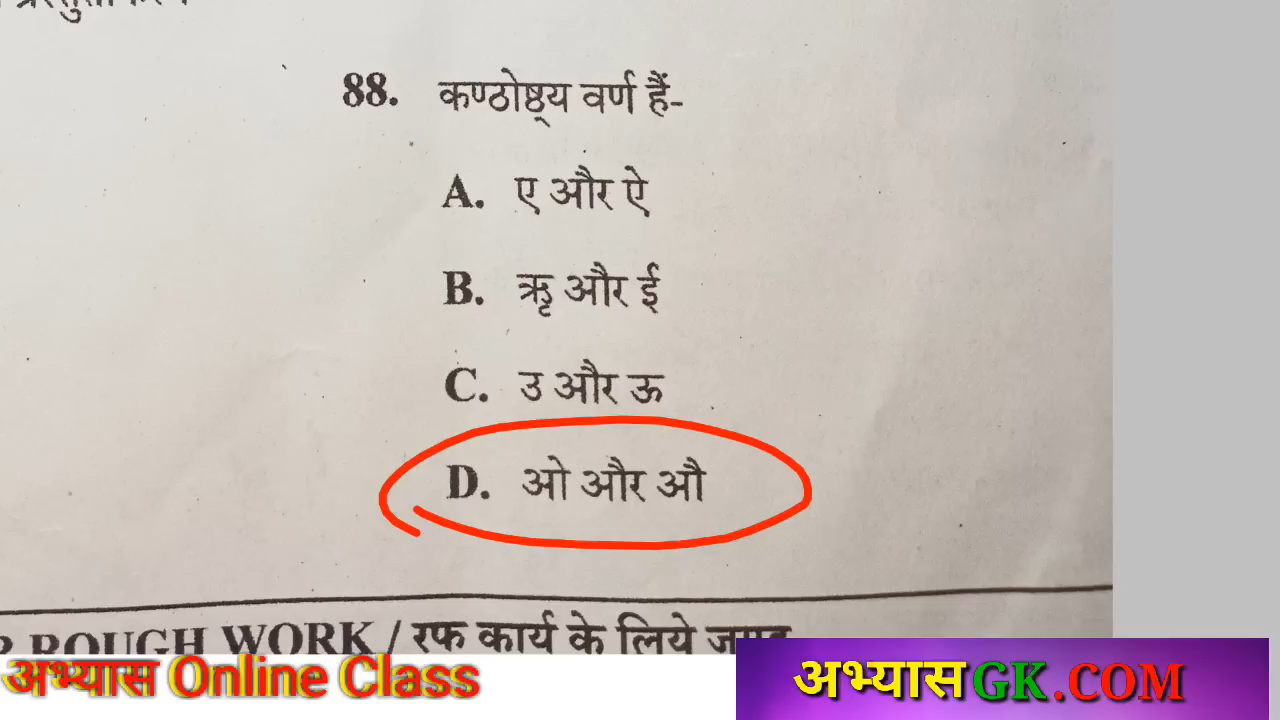 88. कण्ठोष्ठ्य वर्ण हैं-
A. ए और ऐ
B. ऋ और ई
C. उ और ऊ
D. ओ और औ
ROUGH WORK / रफ कार्य के लिये
अभ्यास Online Class
अभ्यासGK.COM